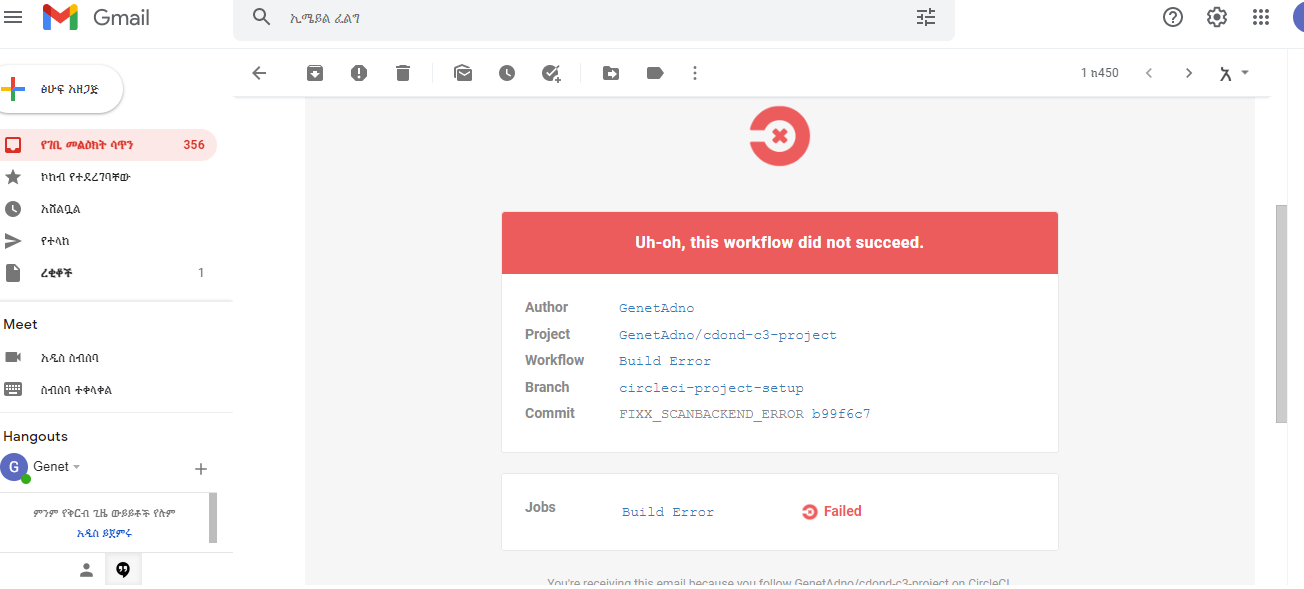 Gmail
ኢሜይል ፈልግ
ፅሁፍ አዘጋጅ
1 ከ450
የገቢ መልዕክት ሳጥን 356
ኮከብ የተደረገባቸው
አሸልቧል
የተላከ
ረቂቆች 1
Meet
አዲስ ስብሰባ
ስብሰባ ተቀላቀል
Hangouts
G Genet
ምንም የቅርብ ጊዜ ውይይቶች የሉም
አዲስ ይጀምሩ
Uh-oh, this workflow did not succeed.
Author GenetAdno
Project GenetAdno/cdond-c3-project
Workflow Build Error
Branch circleci-project-setup
Commit FIXX_SCANBACKEND_ERROR b99f6c7
Jobs Build Error Failed
You're receiving this email because you follow GenetAdno/cdond-c3-project on CircleCI